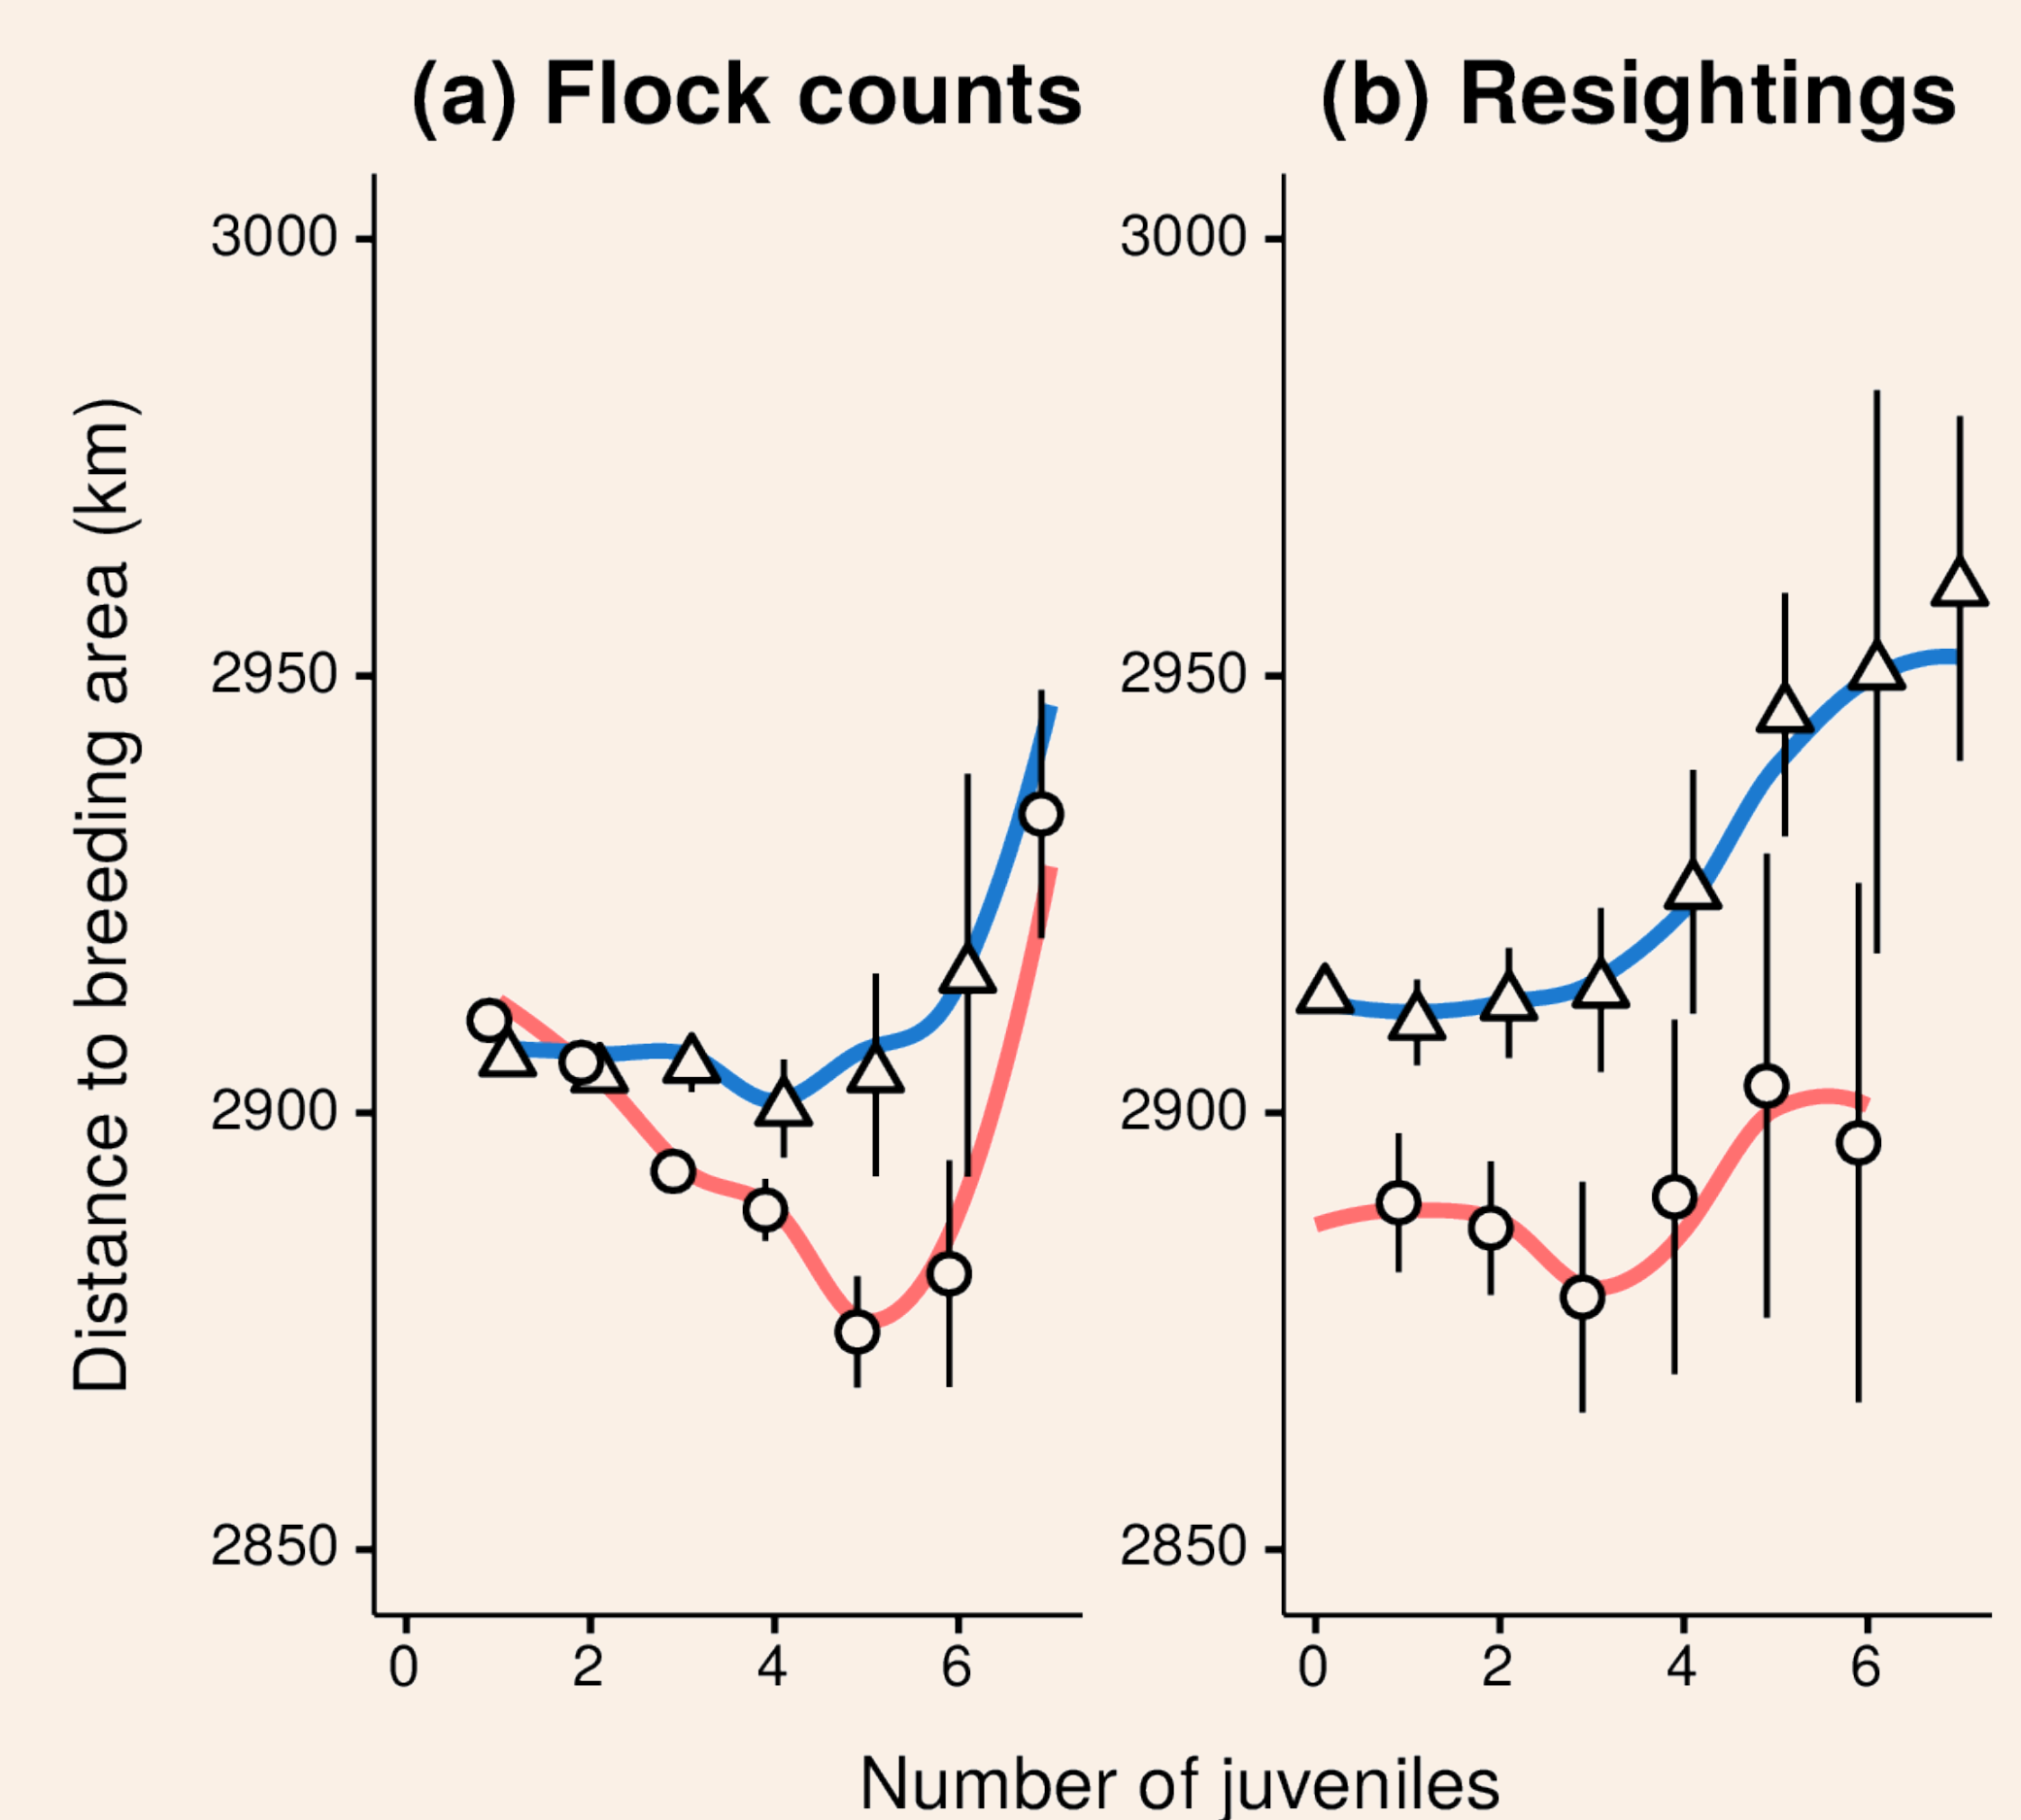 (a) Flock counts
(b) Resightings
Distance to breeding area (km)
3000
2950
2900
2850
0 2 4 6
3000
2950
2900
2850
0 2 4 6
Number of juveniles